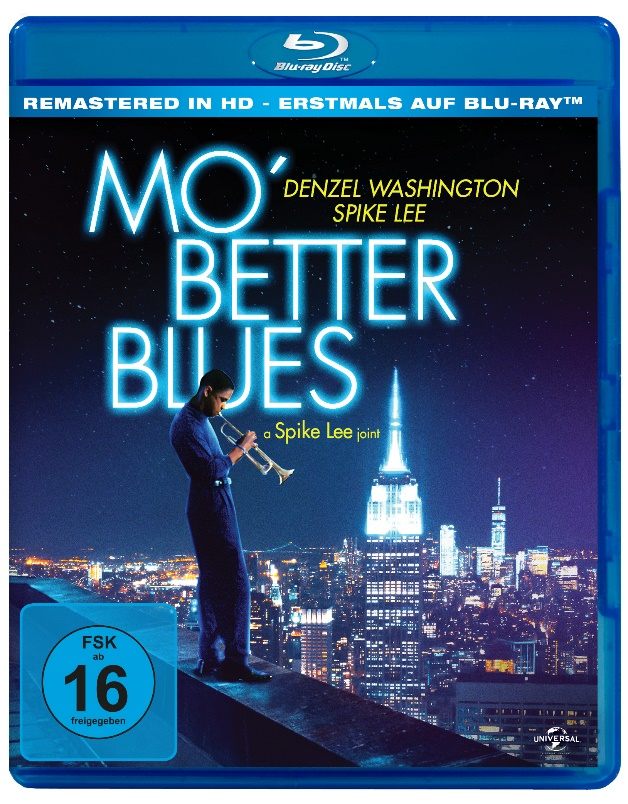 Blu-ray Disc™
REMASTERED IN HD - ERSTMALS AUF BLU-RAY™
MO'
DENZEL WASHINGTON
SPIKE LEE
BETTER
BLUES
a Spike Lee joint
FSK
ab
16
freigegeben
UNIVERSAL